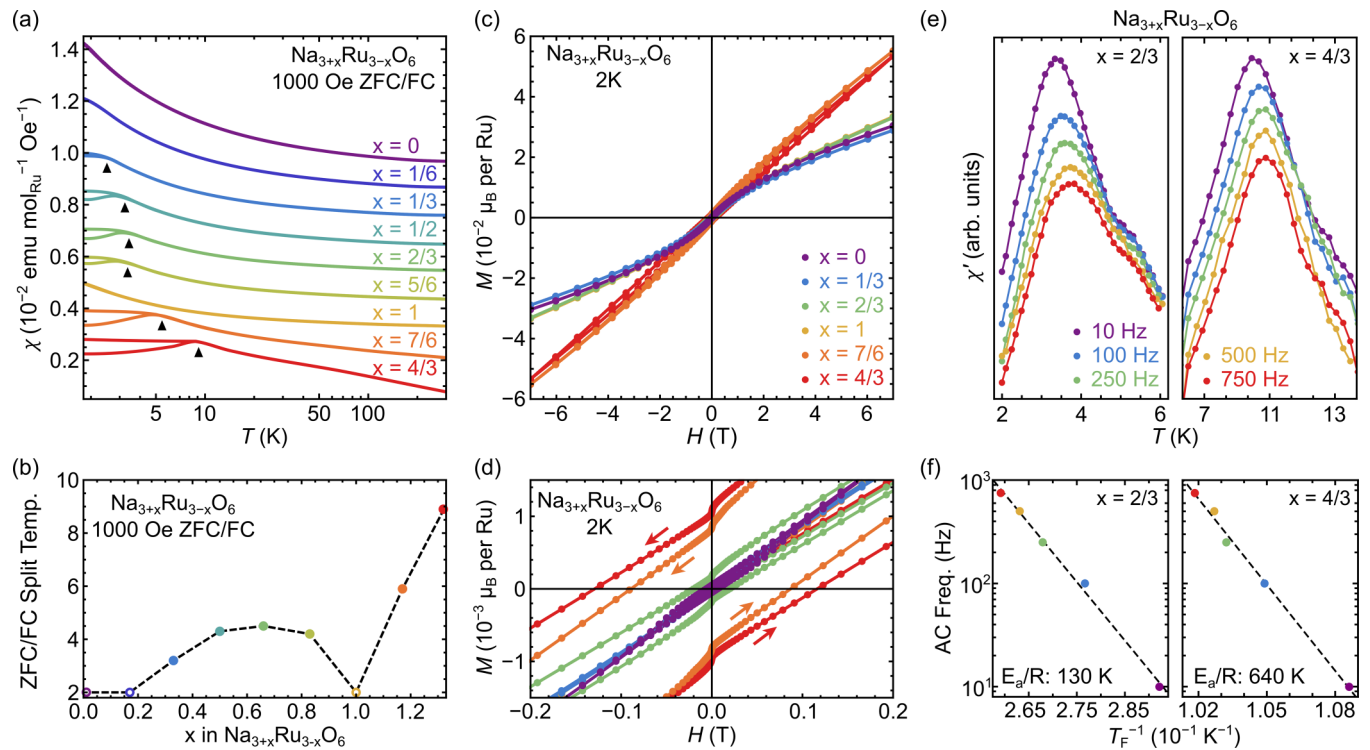 (a)
1.4
1.2
1.0
0.8
0.6
0.4
0.2
χ (10⁻² emu mol_Ru⁻¹ Oe⁻¹)
Na₃₊ₓRu₃₋ₓO₆
1000 Oe ZFC/FC
x = 0
x = 1/6
x = 1/3
x = 1/2
x = 2/3
x = 5/6
x = 1
x = 7/6
x = 4/3
5 10 50 100
T (K)
(b)
10
8
6
4
2
ZFC/FC Split Temp.
Na₃₊ₓRu₃₋ₓO₆
1000 Oe ZFC/FC
0.0 0.2 0.4 0.6 0.8 1.0 1.2
x in Na₃₊ₓRu₃₋ₓO₆
(c)
6
4
2
0
−2
−4
−6
M (10⁻² μ_B per Ru)
Na₃₊ₓRu₃₋ₓO₆
2K
x = 0
x = 1/3
x = 2/3
x = 1
x = 7/6
x = 4/3
−6 −4 −2 0 2 4 6
H (T)
(d)
1
0
−1
M (10⁻³ μ_B per Ru)
Na₃₊ₓRu₃₋ₓO₆
2K
−0.2 −0.1 0.0 0.1 0.2
H (T)
(e)
Na₃₊ₓRu₃₋ₓO₆
x = 2/3
x = 4/3
χ′ (arb. units)
10 Hz
100 Hz
250 Hz
500 Hz
750 Hz
2 3 4 5 6
7 9 11 13
T (K)
(f)
10³
10²
10¹
AC Freq. (Hz)
x = 2/3
x = 4/3
E_a/R: 130 K
E_a/R: 640 K
2.65 2.75 2.85
1.02 1.05 1.08
T_F⁻¹ (10⁻¹ K⁻¹)